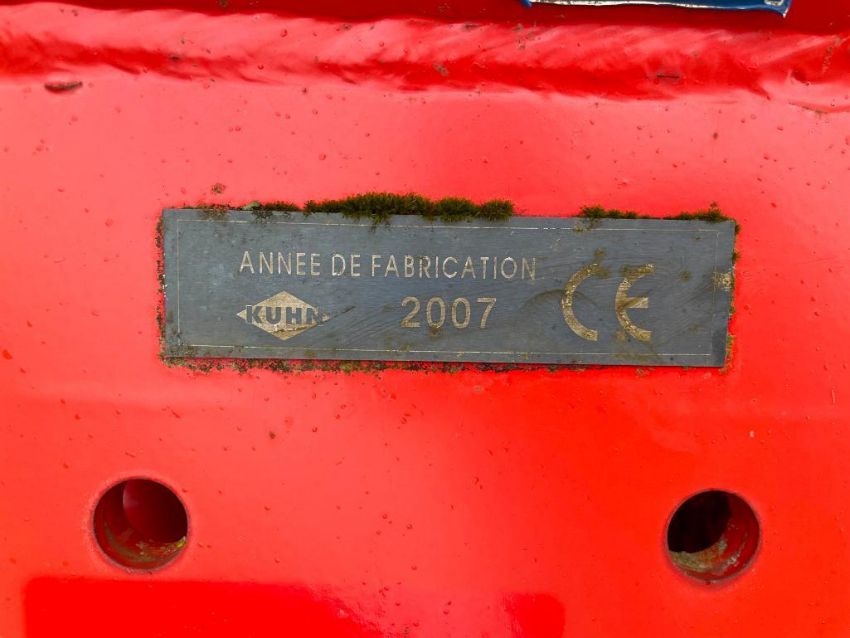 ANNEE DE FABRICATION
KUHN 2007 CE